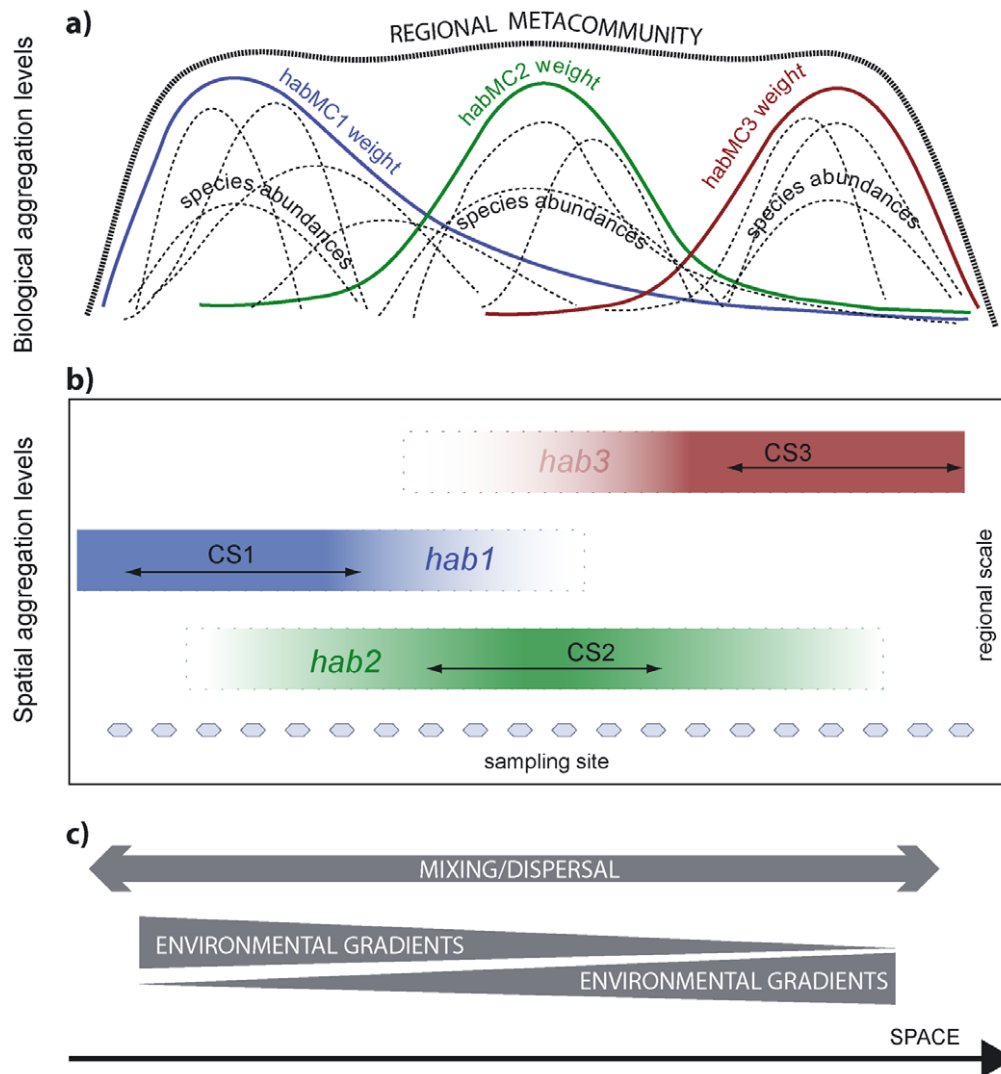 a)
REGIONAL METACOMMUNITY
Biological aggregation levels
habMC1 weight
habMC2 weight
habMC3 weight
species abundances
species abundances
species abundances
b)
Spatial aggregation levels
hab3
CS3
CS1
hab1
regional scale
hab2
CS2
sampling site
c)
MIXING/DISPERSAL
ENVIRONMENTAL GRADIENTS
ENVIRONMENTAL GRADIENTS
SPACE